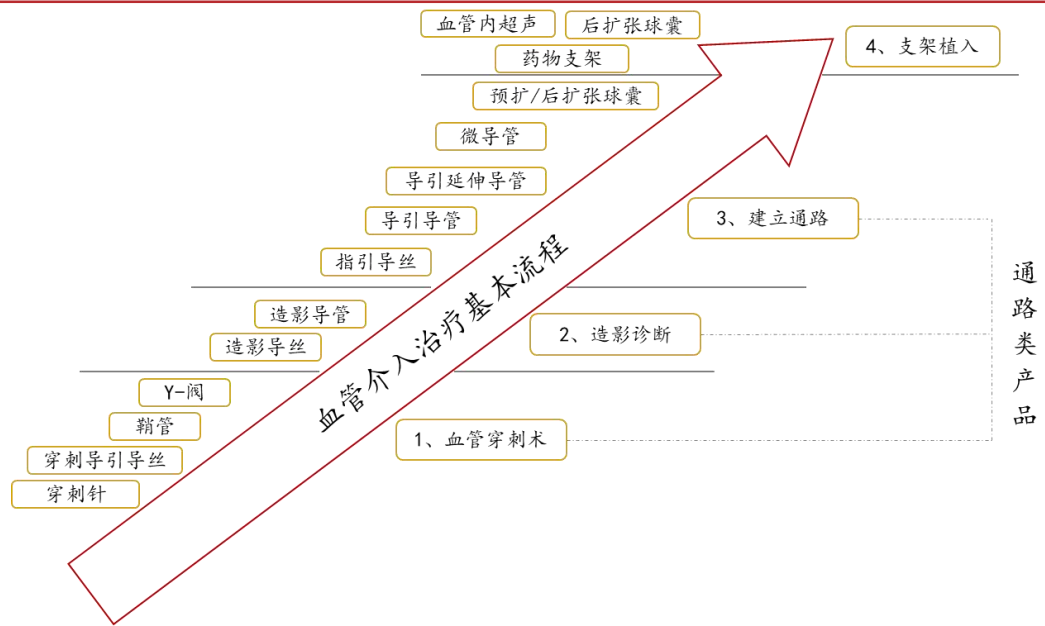 血管内超声
后扩张球囊
4、支架植入
药物支架
预扩/后扩张球囊
微导管
导引延伸导管
导引导管
3、建立通路
指引导丝
造影导管
造影导丝
2、造影诊断
Y-阀
鞘管
1、血管穿刺术
穿刺导引导丝
穿刺针
血管介入治疗基本流程
通路类产品